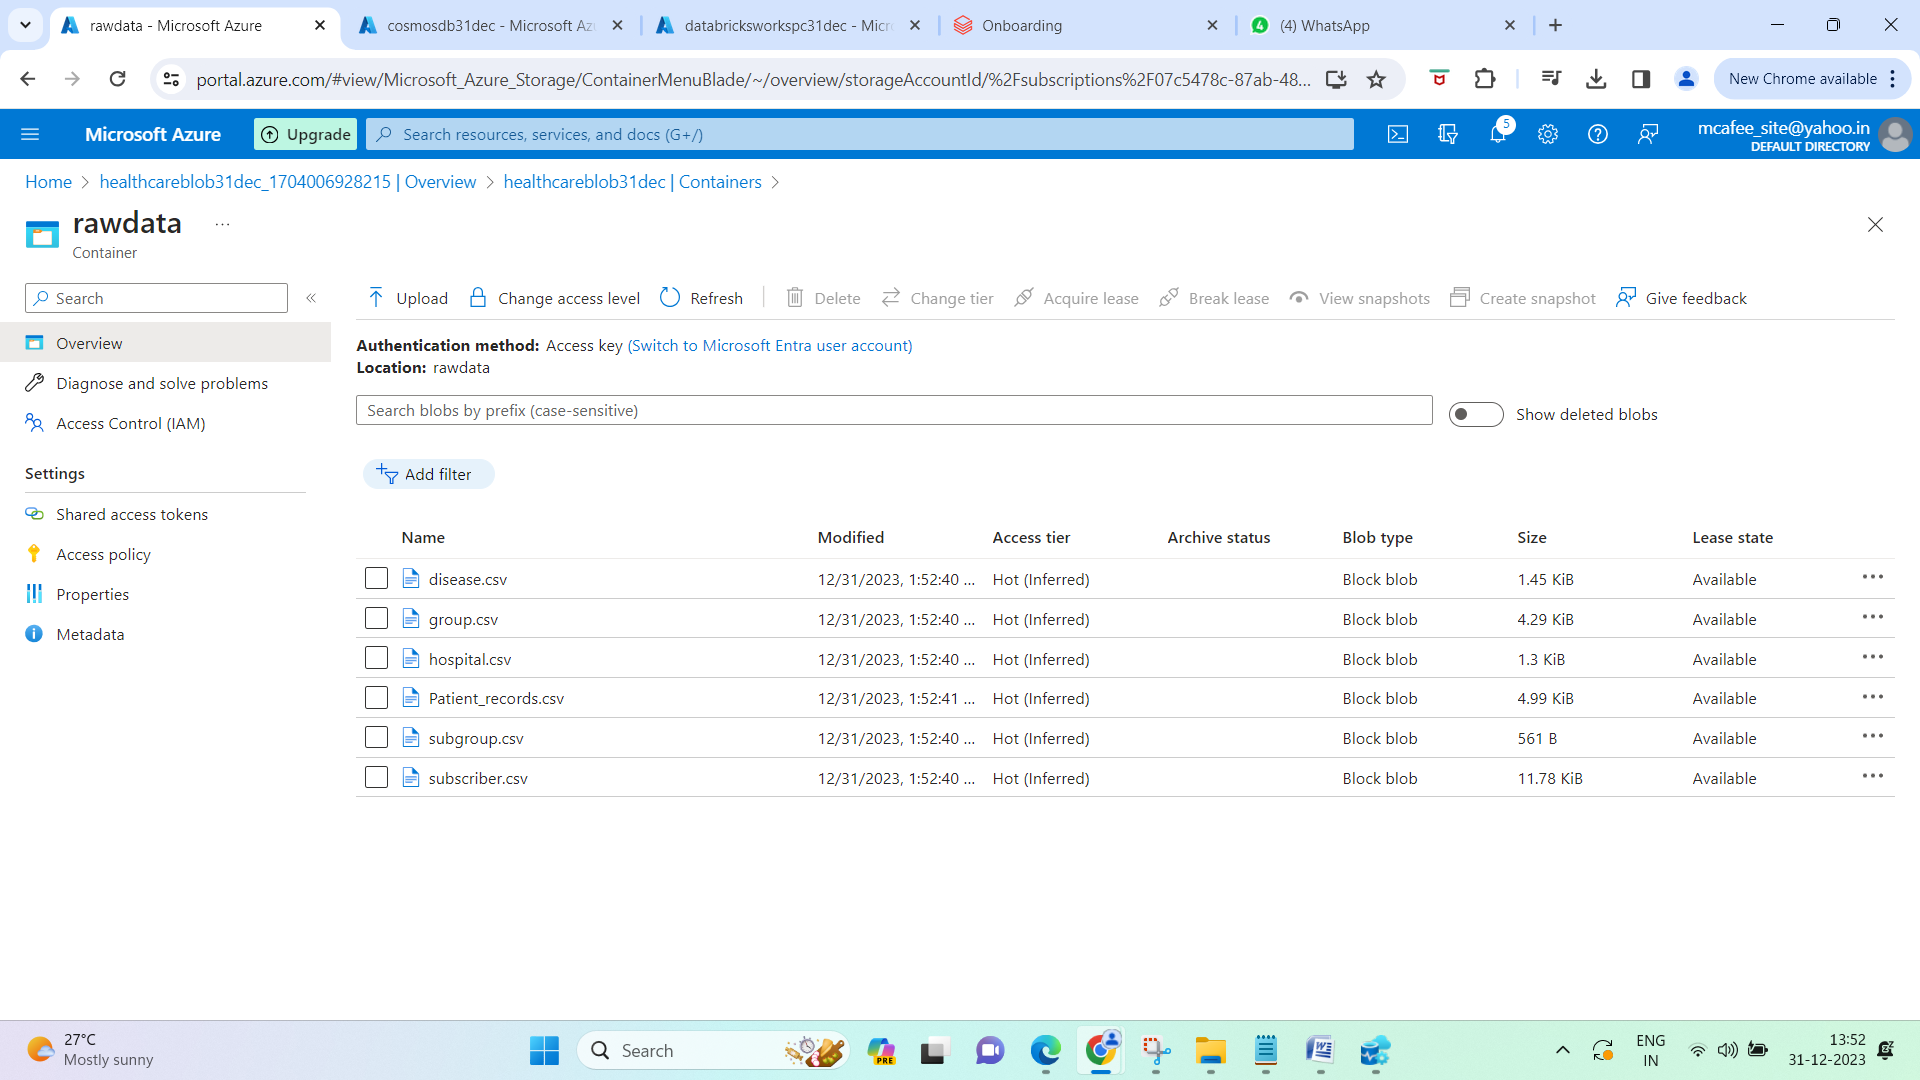 rawdata - Microsoft Azure
cosmosdb31dec - Microsoft Az
databricksworkspc31dec - Micr
Onboarding
(4) WhatsApp
portal.azure.com/#view/Microsoft_Azure_Storage/ContainerMenuBlade/~/overview/storageAccountId/%2Fsubscriptions%2F07c5478c-87ab-48...
New Chrome available
Microsoft Azure
Upgrade
Search resources, services, and docs (G+/)
5
mcafee_site@yahoo.in
DEFAULT DIRECTORY
Home > healthcareblob31dec_1704006928215 | Overview > healthcareblob31dec | Containers >
rawdata ...
Container
Search
Upload
Change access level
Refresh
Delete
Change tier
Acquire lease
Break lease
View snapshots
Create snapshot
Give feedback
Overview
Diagnose and solve problems
Access Control (IAM)
Settings
Shared access tokens
Access policy
Properties
Metadata
Authentication method: Access key (Switch to Microsoft Entra user account)
Location: rawdata
Search blobs by prefix (case-sensitive)
Show deleted blobs
Add filter
Name Modified Access tier Archive status Blob type Size Lease state
disease.csv 12/31/2023, 1:52:40 ... Hot (Inferred) Block blob 1.45 KiB Available
group.csv 12/31/2023, 1:52:40 ... Hot (Inferred) Block blob 4.29 KiB Available
hospital.csv 12/31/2023, 1:52:40 ... Hot (Inferred) Block blob 1.3 KiB Available
Patient_records.csv 12/31/2023, 1:52:41 ... Hot (Inferred) Block blob 4.99 KiB Available
subgroup.csv 12/31/2023, 1:52:40 ... Hot (Inferred) Block blob 561 B Available
subscriber.csv 12/31/2023, 1:52:40 ... Hot (Inferred) Block blob 11.78 KiB Available
27°C
Mostly sunny
Search
PRE
ENG
IN
13:52
31-12-2023